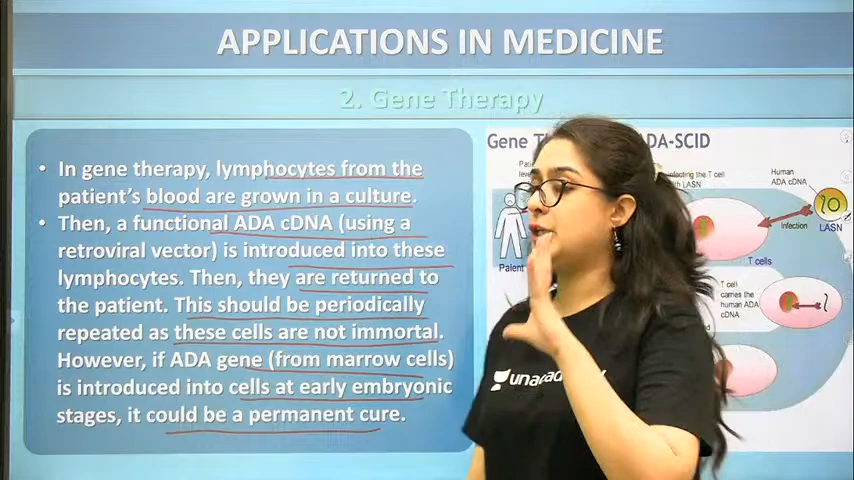 APPLICATIONS IN MEDICINE
2. Gene Therapy
• In gene therapy, lymphocytes from the
patient's blood are grown in a culture.
• Then, a functional ADA cDNA (using a
retroviral vector) is introduced into these
lymphocytes. Then, they are returned to
the patient. This should be periodically
repeated as these cells are not immortal.
However, if ADA gene (from marrow cells)
is introduced into cells at early embryonic
stages, it could be a permanent cure.
Gene ADA-SCID
the T cell
LASN
Human
ADA cDNA
Infection
LASN
T cells
T cell
carries the
human ADA
cDNA